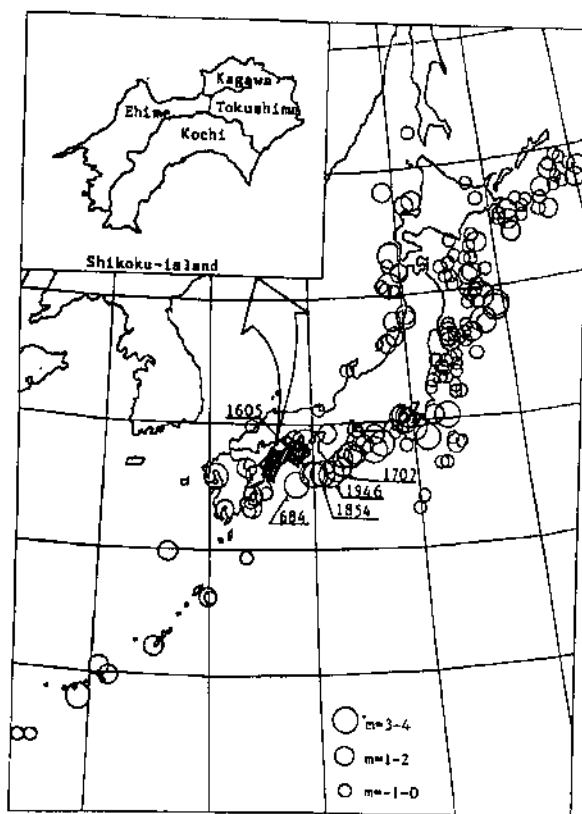 Kagawa
Ehime
Tokushima
Kochi
Shikoku-island
1605
1707
1946
684
1854
m=3-4
m=1-2
m=-1-0